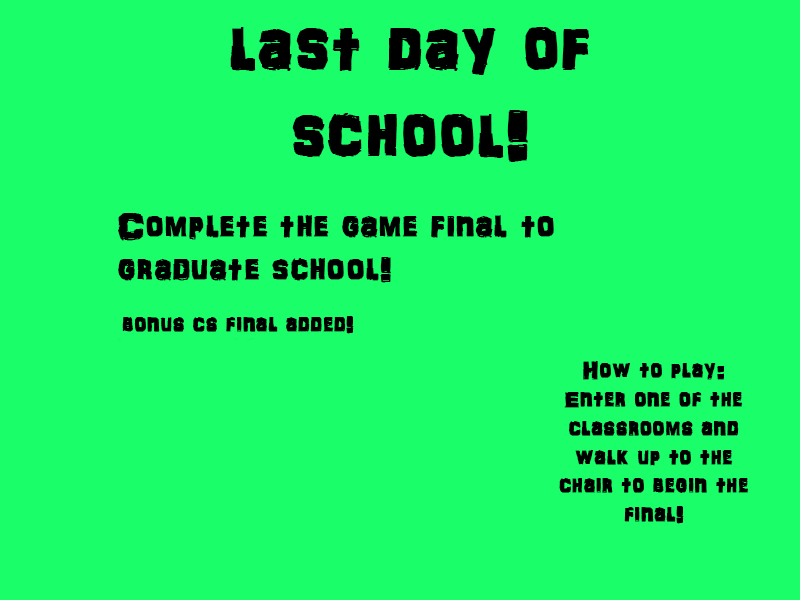 Last Day of
school!
Complete the game final to
graduate school!
Bonus CS final added!
How to play:
Enter one of the
classrooms and
walk up to the
chair to begin the
final!